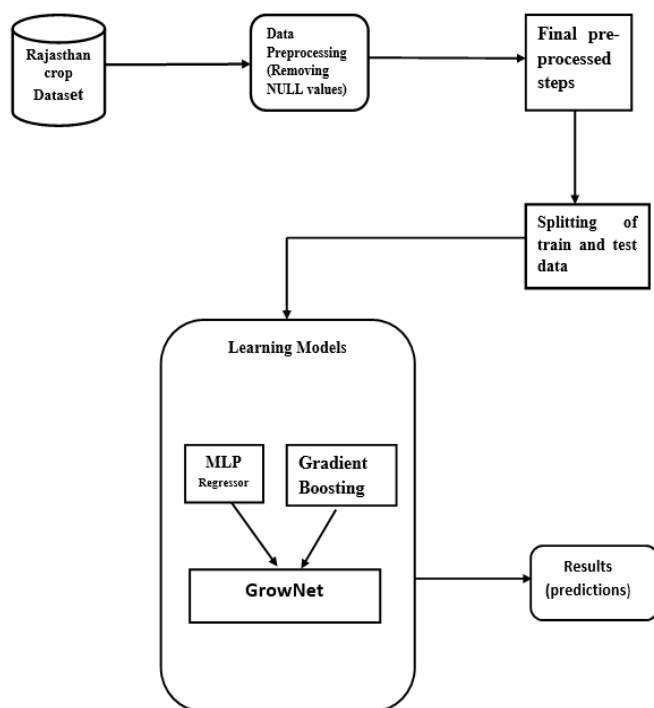 Rajasthan
crop
Dataset
Data
Preprocessing
(Removing
NULL values)
Final pre-
processed
steps
Splitting of
train and test
data
Learning Models
MLP
Regressor
Gradient
Boosting
GrowNet
Results
(predictions)